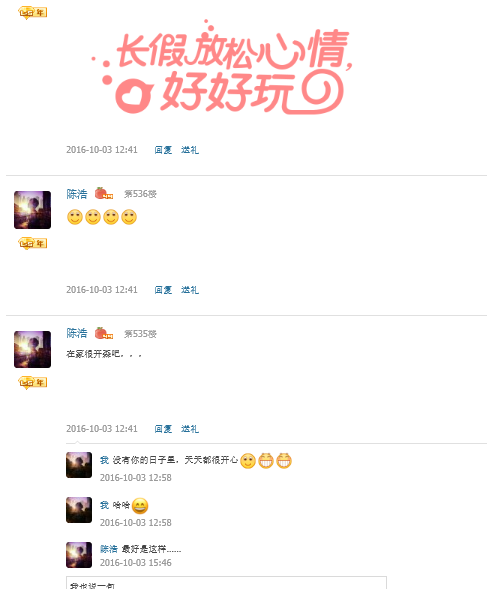 年
长假放松心情,
好好玩
2016-10-03 12:41 回复 送礼
陈浩 第536楼
年
2016-10-03 12:41 回复 送礼
陈浩 第535楼
在家很开森吧。。。
年
2016-10-03 12:41 回复 送礼
我 没有你的日子里，天天都很开心
2016-10-03 12:58
我 哈哈
2016-10-03 12:58
陈浩 最好是这样……
2016-10-03 15:46
我也说一句